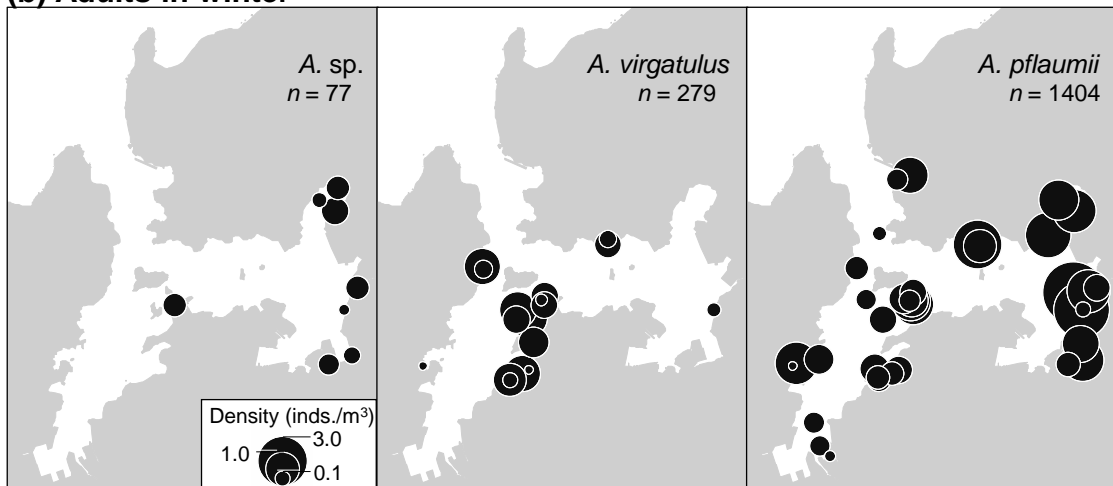 (b) Adults in winter
A. sp.
n = 77
A. virgatulus
n = 279
A. pflaumii
n = 1404
Density (inds./m³)
3.0
1.0
0.1